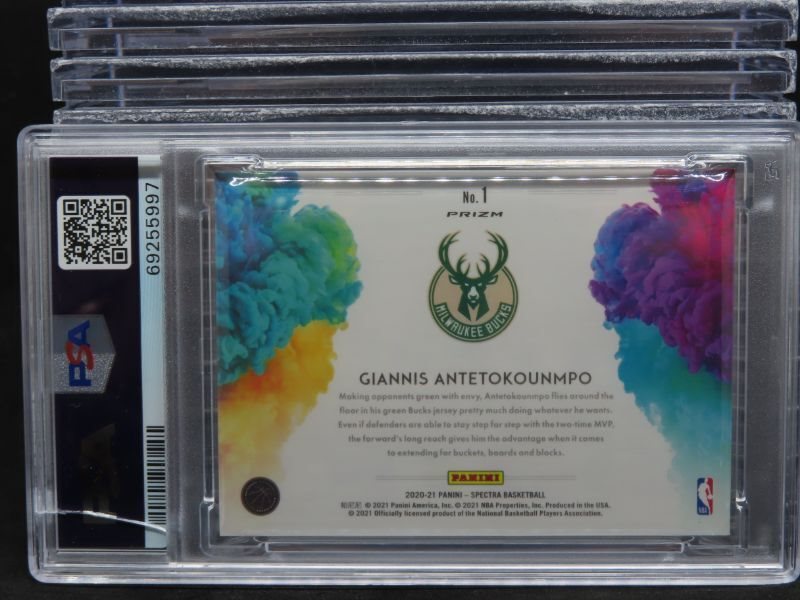 No. 1
PRIZM
MILWAUKEE BUCKS
GIANNIS ANTETOKOUNMPO
Making opponents green with envy, Antetokounmpo flies around the
floor in his green Bucks jersey pretty much doing whatever he wants.
Even if defenders are able to stay step for step with the two-time MVP,
the forward's long reach gives him the advantage when it comes
to extending for buckets, boards and blocks.
PANINI
2020-21 PANINI – SPECTRA BASKETBALL
帕尼尼 © 2021 Panini America, Inc. © 2021 NBA Properties, Inc. Produced in the USA.
© 2021 Officially licensed product of the National Basketball Players Association.
NBA
69255997
PSA